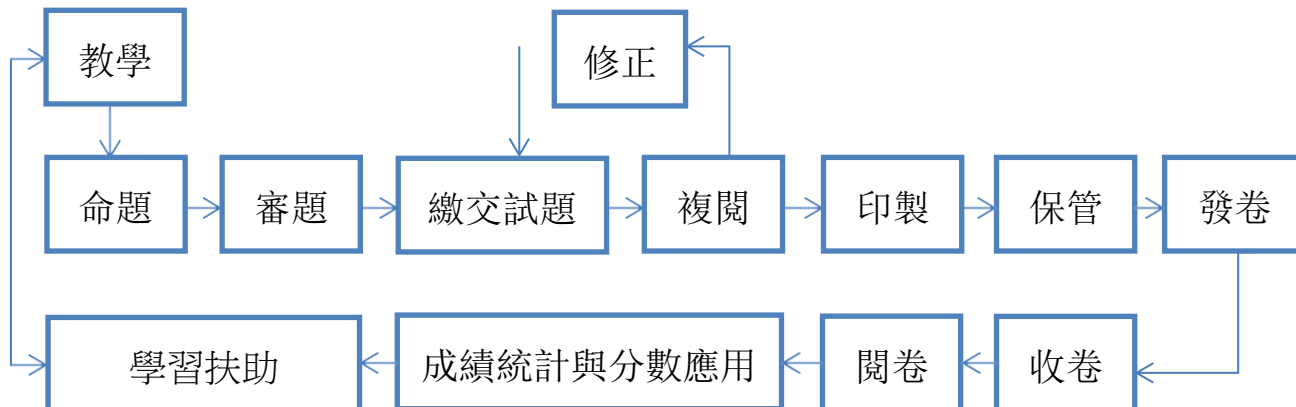 教學
修正
命題
審題
繳交試題
複閱
印製
保管
發卷
學習扶助
成績統計與分數應用
閱卷
收卷